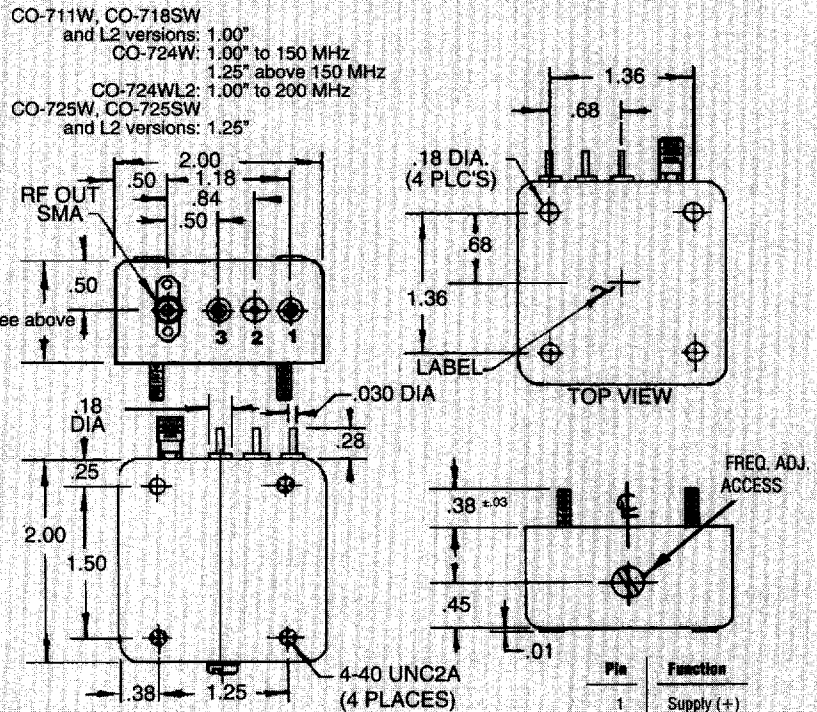 CO-711W, CO-718SW
and L2 versions: 1.00"
CO-724W: 1.00" to 150 MHz
1.25" above 150 MHz
CO-724WL2: 1.00" to 200 MHz
CO-725W, CO-725SW
and L2 versions: 1.25"
2.00
.50
1.18
.84
.50
RF OUT
SMA
.50
ee above
3
2
1
1.36
.68
.18 DIA.
(4 PLC'S)
.68
1.36
LABEL
TOP VIEW
.18
DIA
.030 DIA
.28
.25
2.00
1.50
.38
1.25
4-40 UNC2A
(4 PLACES)
FREQ. ADJ.
ACCESS
.38 ±.03
℄
.45
.01
Pin
Function
1
Supply (+)